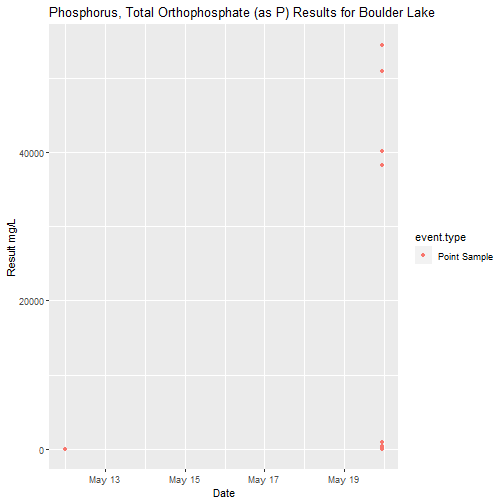 Phosphorus, Total Orthophosphate (as P) Results for Boulder Lake
40000
20000
0
Result mg/L
May 13
May 15
May 17
May 19
Date
event.type
Point Sample